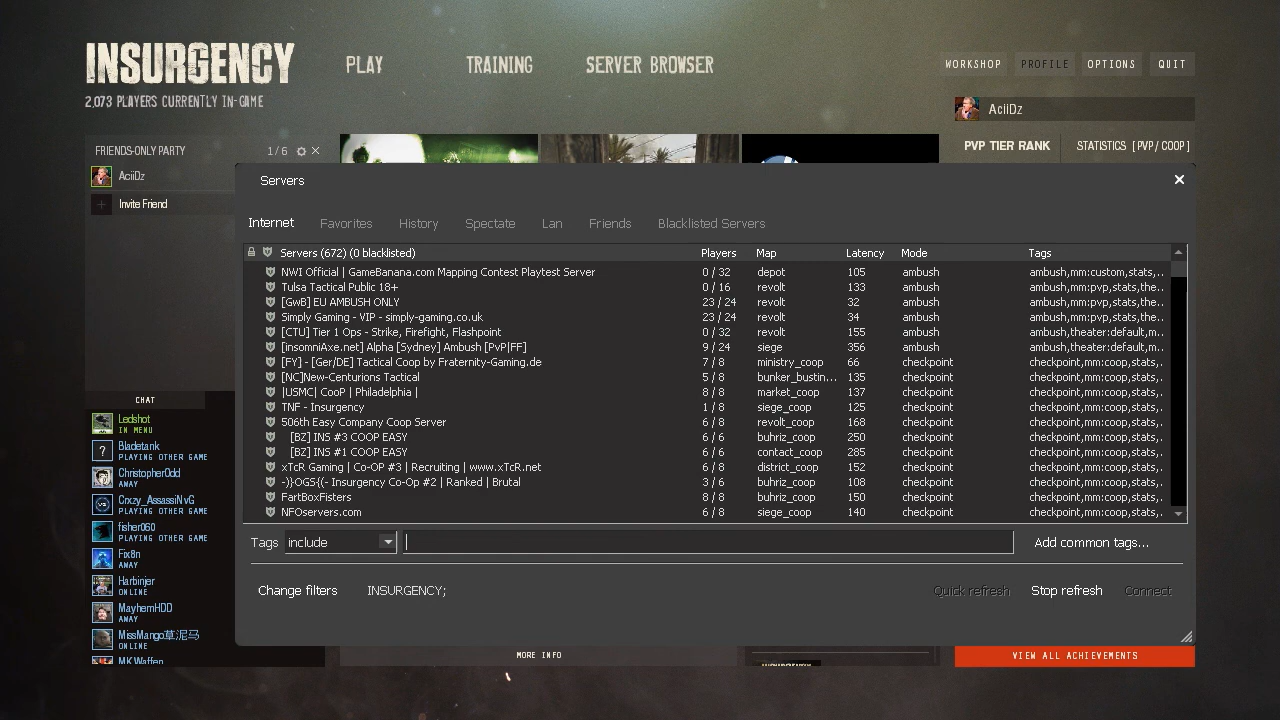 INSURGENCY
PLAY
TRAINING
SERVER BROWSER
WORKSHOP
PROFILE
OPTIONS
QUIT
2,073 PLAYERS CURRENTLY IN-GAME
AciiDz
FRIENDS-ONLY PARTY 1/6
PVP TIER RANK
STATISTICS [ PVP / COOP ]
AciiDz
Invite Friend
Servers
Internet Favorites History Spectate Lan Friends Blacklisted Servers
Servers (672) (0 blacklisted) Players Map Latency Mode Tags
NWI Official | GameBanana.com Mapping Contest Playtest Server 0 / 32 depot 105 ambush ambush,mm:custom,stats,..
Tulsa Tactical Public 18+ 0 / 16 revolt 133 ambush ambush,mm:pvp,stats,the...
[GwB] EU AMBUSH ONLY 23 / 24 revolt 32 ambush ambush,mm:pvp,stats,the...
Simply Gaming - VIP - simply-gaming.co.uk 23 / 24 revolt 34 ambush ambush,mm:pvp,stats,the...
[CTU] Tier 1 Ops - Strike, Firefight, Flashpoint 0 / 32 revolt 155 ambush ambush,theater:default,m..
[insomniAxe.net] Alpha [Sydney] Ambush [PvP|FF] 9 / 24 siege 356 ambush ambush,theater:default,m..
[FY] - [Ger/DE] Tactical Coop by Fraternity-Gaming.de 7 / 8 ministry_coop 66 checkpoint checkpoint,mm:coop,stats,.
[NC]New-Centurions Tactical 5 / 8 bunker_bustin... 135 checkpoint checkpoint,mm:coop,stats,.
|USMC| CooP | Philadelphia | 8 / 8 market_coop 137 checkpoint checkpoint,mm:coop,stats,.
TNF - Insurgency 1 / 8 siege_coop 125 checkpoint checkpoint,mm:coop,stats,.
506th Easy Company Coop Server 6 / 8 revolt_coop 168 checkpoint checkpoint,mm:coop,stats,.
[BZ] INS #3 COOP EASY 6 / 6 buhriz_coop 250 checkpoint checkpoint,mm:coop,stats,.
[BZ] INS #1 COOP EASY 6 / 6 contact_coop 285 checkpoint checkpoint,mm:coop,stats,.
xTcR Gaming | Co-OP #3 | Recruiting | www.xTcR.net 6 / 8 district_coop 152 checkpoint checkpoint,mm:coop,stats,.
-)}OGS{(- Insurgency Co-Op #2 | Ranked | Brutal 3 / 6 buhriz_coop 108 checkpoint checkpoint,mm:coop,stats,.
FartBoxFisters 8 / 8 buhriz_coop 150 checkpoint checkpoint,mm:coop,stats,.
NFOservers.com 6 / 8 siege_coop 140 checkpoint checkpoint,mm:coop,stats,.
Tags include Add common tags...
Change filters INSURGENCY; Quick refresh Stop refresh Connect
CHAT
Ledshot
IN MENU
Bladetank
PLAYING OTHER GAME
ChristopherOdd
AWAY
Crxzy_AssassiNvG
PLAYING OTHER GAME
fisher060
PLAYING OTHER GAME
Fix8n
AWAY
Harbinjer
ONLINE
MayhemHDD
AWAY
MissMango草泥马
ONLINE
MK.Waffen
MORE INFO
VIEW ALL ACHIEVEMENTS